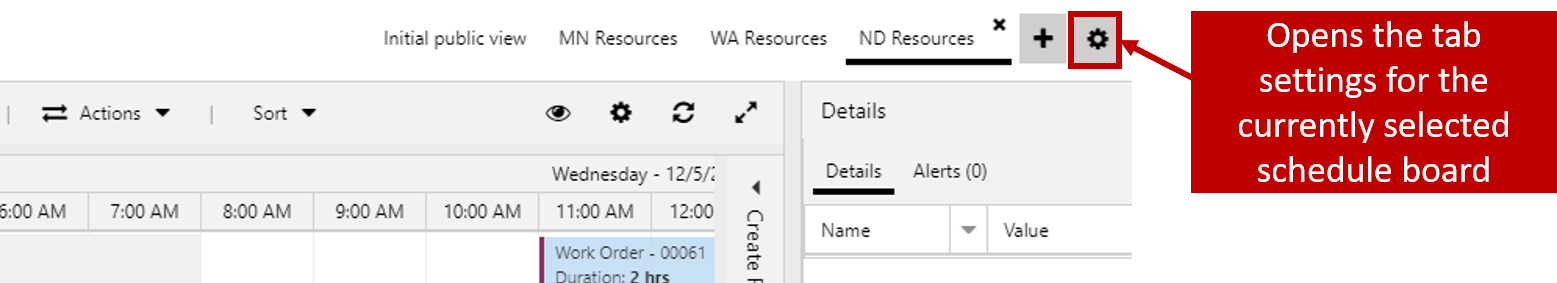 Initial public view MN Resources WA Resources ND Resources
Opens the tab
settings for the
currently selected
schedule board
Actions Sort
Details
Details Alerts (0)
Wednesday - 12/5/2
6:00 AM 7:00 AM 8:00 AM 9:00 AM 10:00 AM 11:00 AM 12:00
Create
Name Value
Work Order - 00061
Duration: 2 hrs